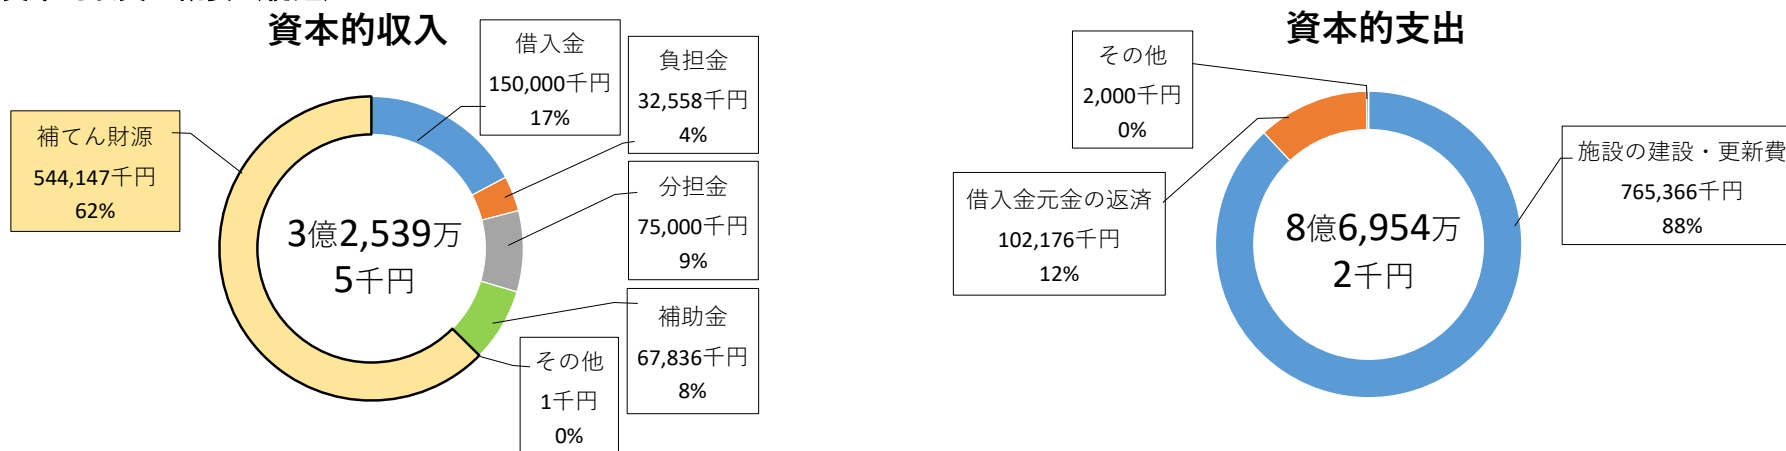 資本的収入
借入金
150,000千円
17%
負担金
32,558千円
4%
補てん財源
544,147千円
62%
分担金
75,000千円
9%
3億2,539万
5千円
補助金
67,836千円
8%
その他
1千円
0%
資本的支出
その他
2,000千円
0%
施設の建設・更新費
765,366千円
88%
借入金元金の返済
102,176千円
12%
8億6,954万
2千円